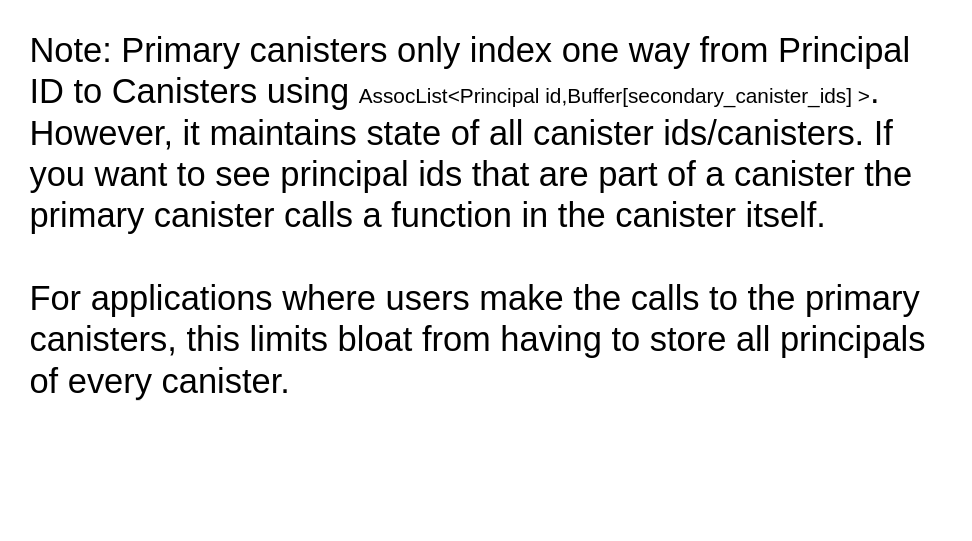 Note: Primary canisters only index one way from Principal
ID to Canisters using AssocList<Principal id,Buffer[secondary_canister_ids] >.
However, it maintains state of all canister ids/canisters. If
you want to see principal ids that are part of a canister the
primary canister calls a function in the canister itself.
For applications where users make the calls to the primary
canisters, this limits bloat from having to store all principals
of every canister.